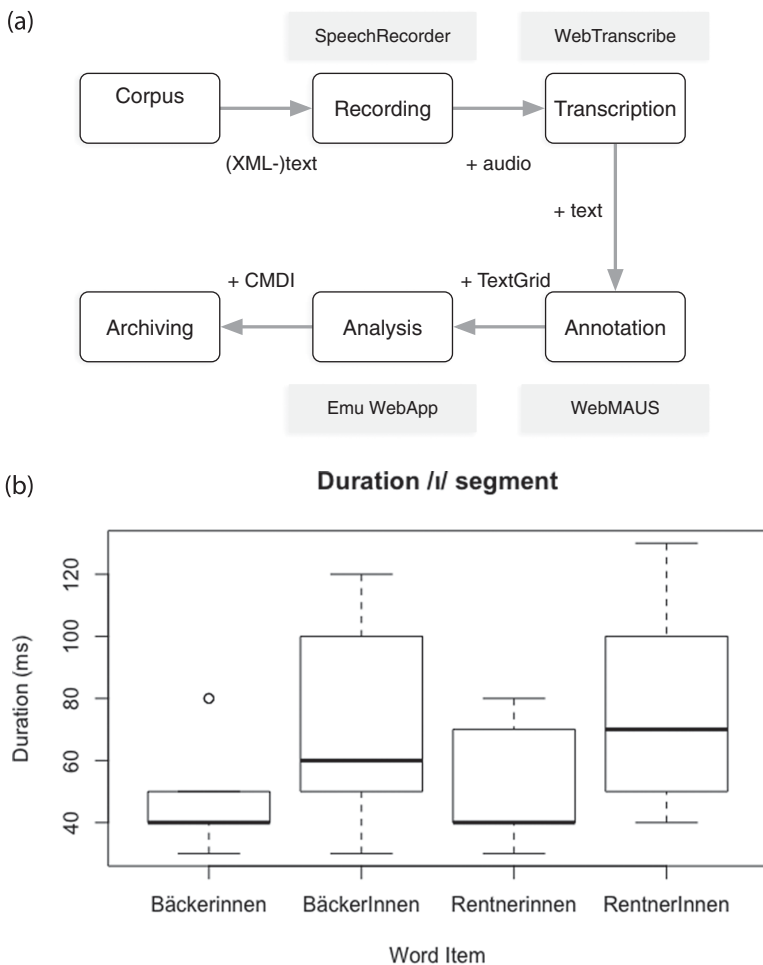 (a)
SpeechRecorder WebTranscribe
Corpus Recording Transcription
(XML-)text + audio
+ text
+ CMDI + TextGrid
Archiving Analysis Annotation
Emu WebApp WebMAUS
(b)
Duration /ɪ/ segment
Duration (ms)
120
100
80
60
40
Bäckerinnen BäckerInnen Rentnerinnen RentnerInnen
Word Item